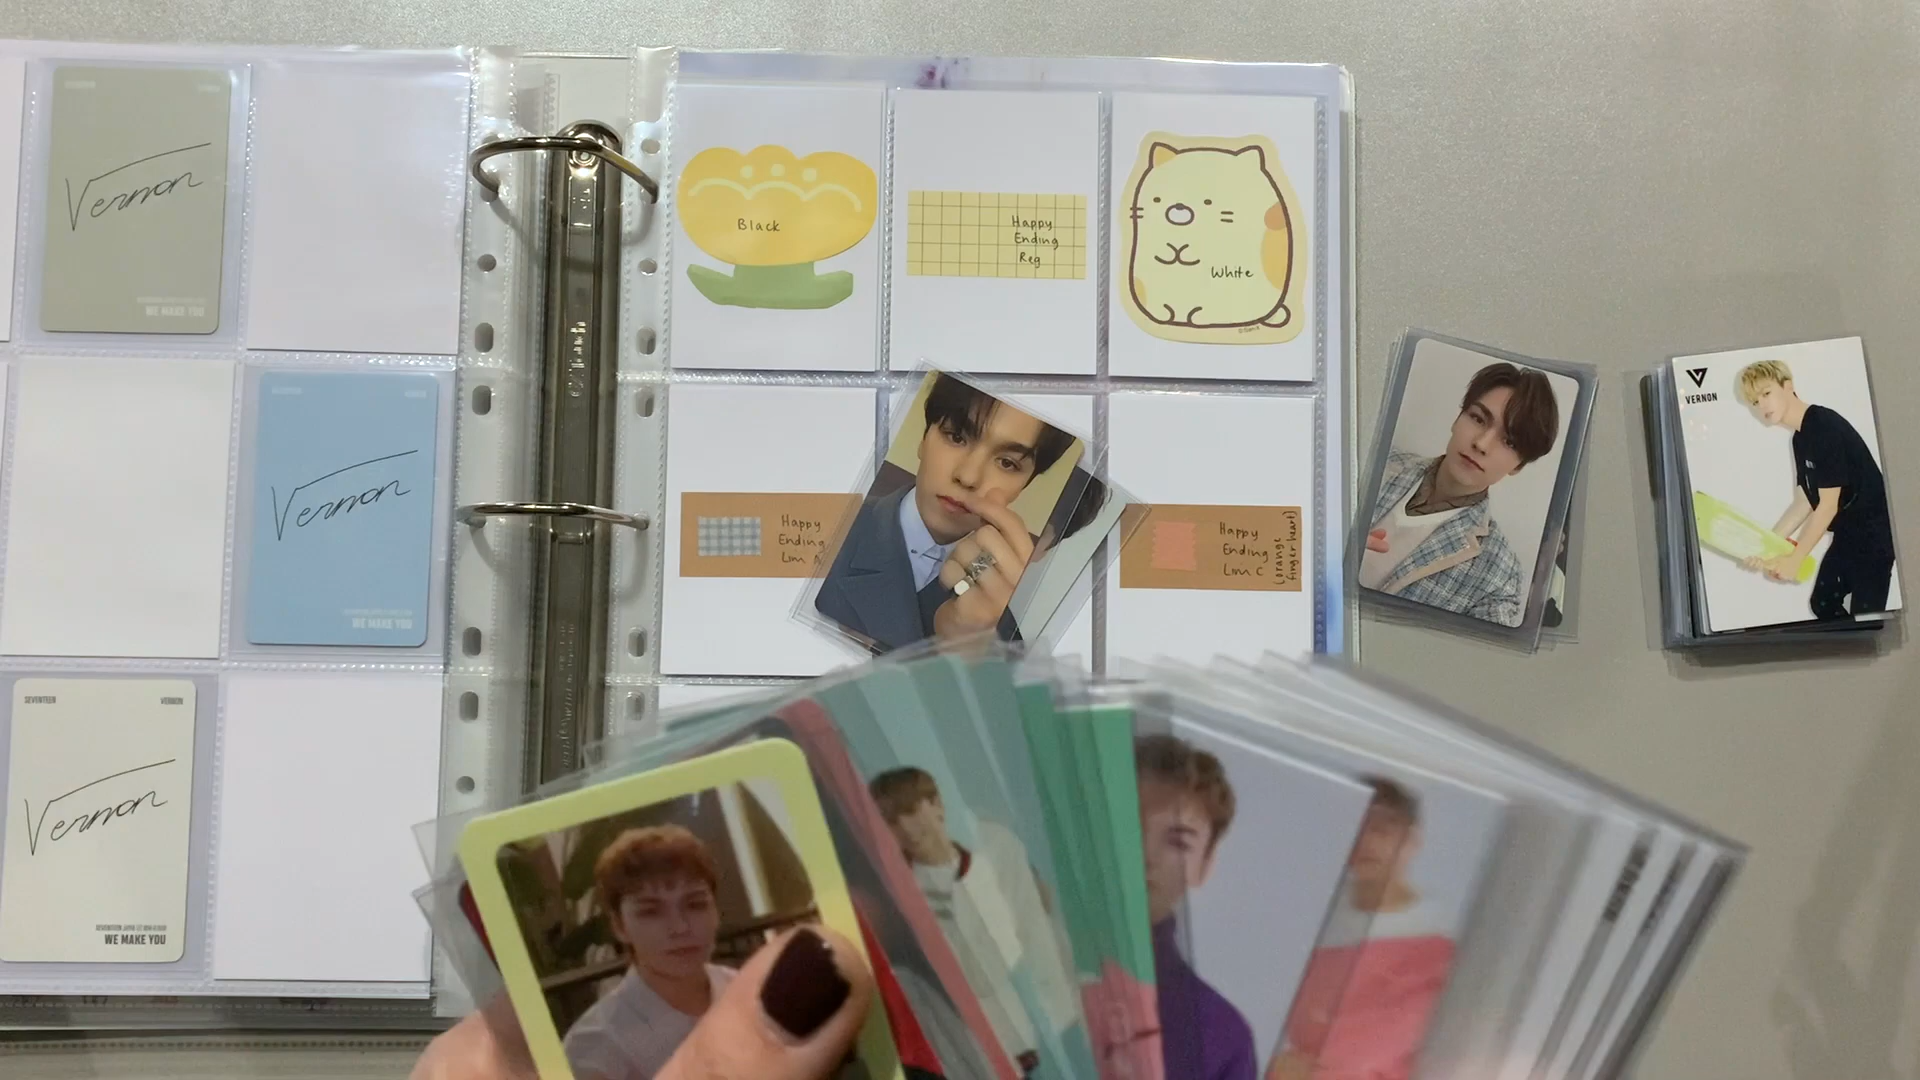 Vernon
WE MAKE YOU
Vernon
WE MAKE YOU
SEVENTEEN
VERNON
Vernon
WE MAKE YOU
Black
Happy
Ending
Reg
White
Happy
Ending
Lim
Happy
Ending
Lim C
(orange
finger heart)
VERNON